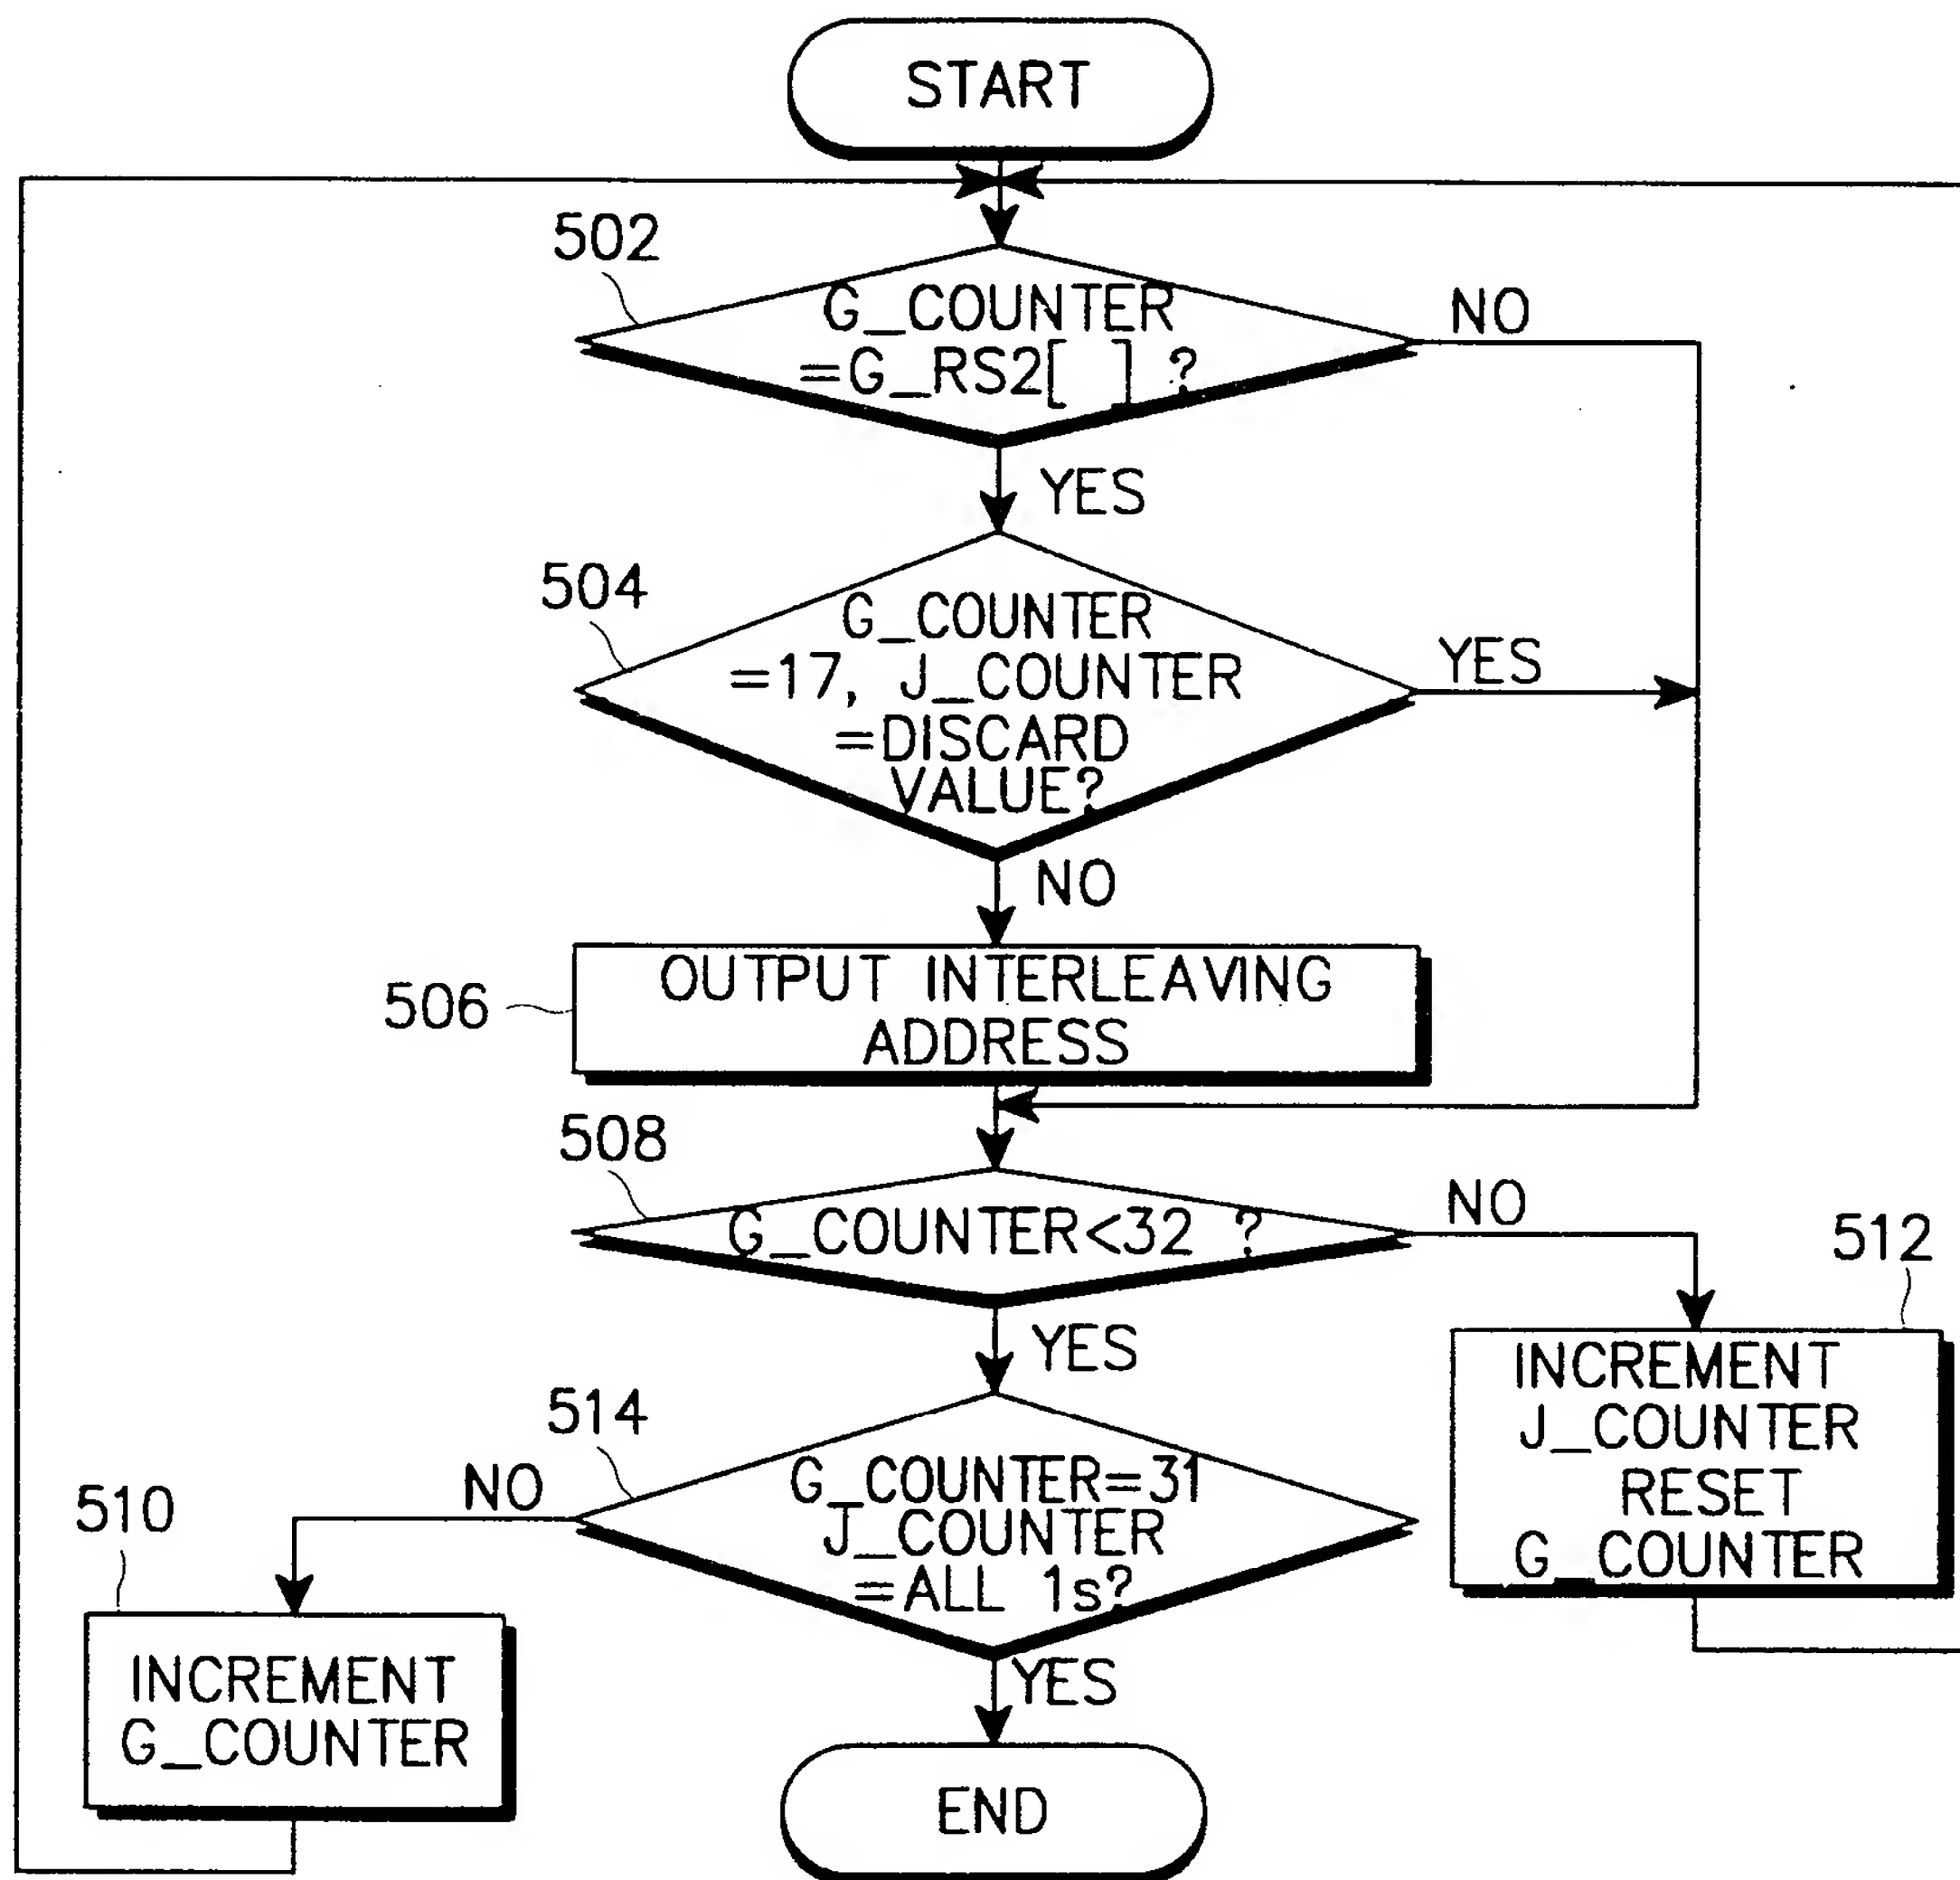 START
502
G_COUNTER
=G_RS2[ ] ?
NO
YES
504
G_COUNTER
=17, J_COUNTER
=DISCARD
VALUE?
YES
NO
506
OUTPUT INTERLEAVING
ADDRESS
508
G_COUNTER<32 ?
NO
512
YES
INCREMENT
J_COUNTER
RESET
G_COUNTER
514
G_COUNTER=31
J_COUNTER
=ALL 1s?
NO
510
YES
INCREMENT
G_COUNTER
END